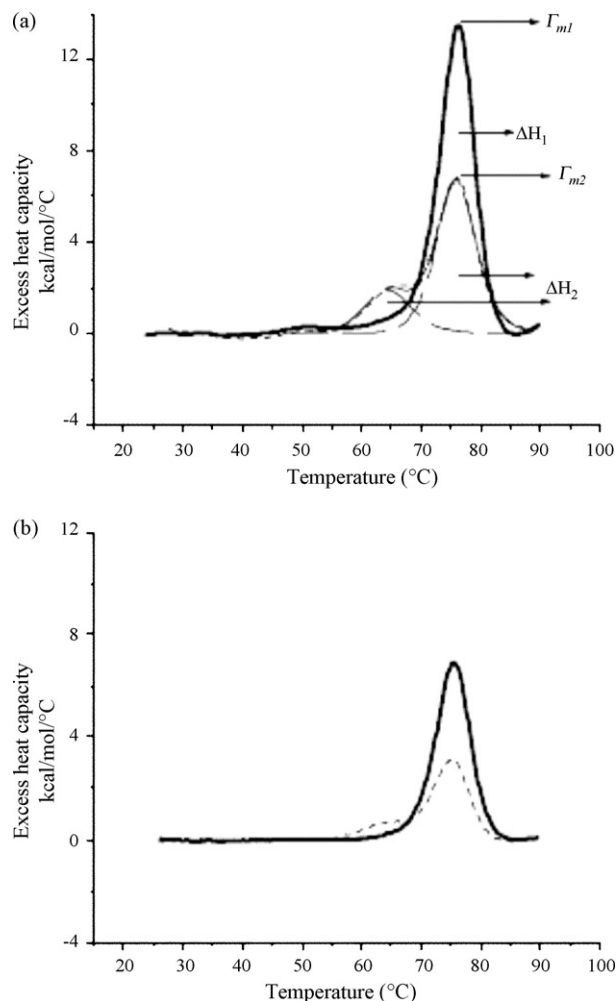 (a)
Excess heat capacity
kcal/mol/°C
12
8
4
0
-4
Γm1
ΔH1
Γm2
ΔH2
20 30 40 50 60 70 80 90 100
Temperature (°C)
(b)
Excess heat capacity
kcal/mol/°C
12
8
4
0
-4
20 30 40 50 60 70 80 90 100
Temperature (°C)